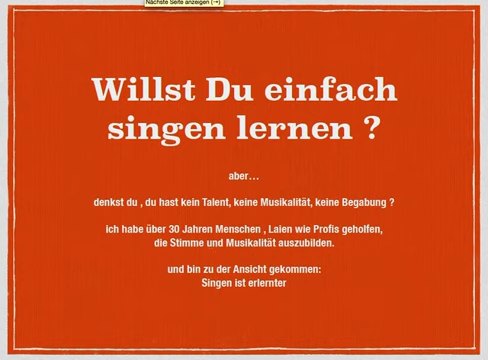 Nächste Seite anzeigen (→)
Willst Du einfach
singen lernen ?
aber…
denkst du , du hast kein Talent, keine Musikalität, keine Begabung ?
ich habe über 30 Jahren Menschen , Laien wie Profis geholfen,
die Stimme und Musikalität auszubilden.
und bin zu der Ansicht gekommen:
Singen ist erlernter